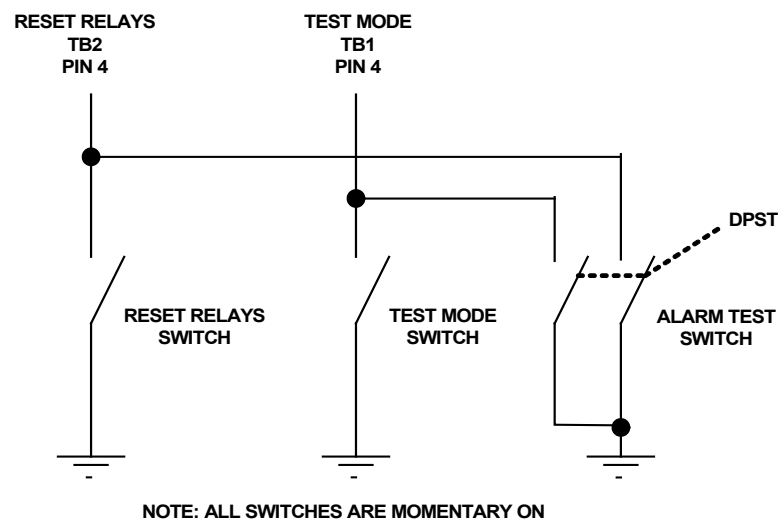 RESET RELAYS
TB2
PIN 4
TEST MODE
TB1
PIN 4
DPST
RESET RELAYS
SWITCH
TEST MODE
SWITCH
ALARM TEST
SWITCH
NOTE: ALL SWITCHES ARE MOMENTARY ON